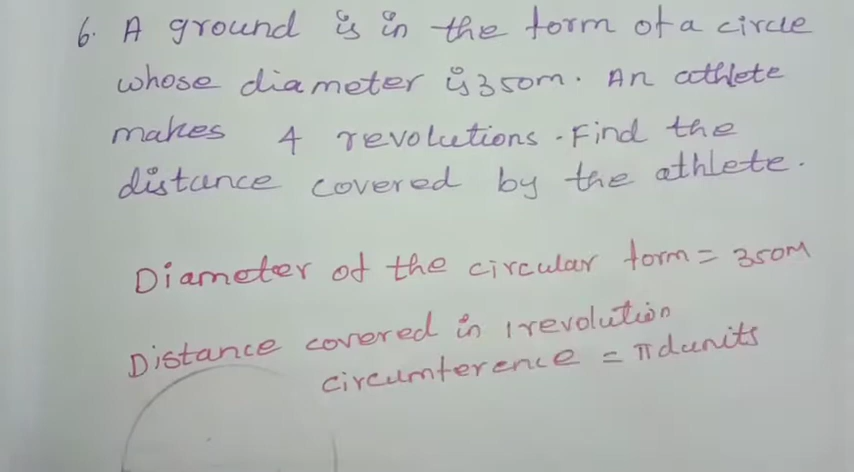 6. A ground is in the form of a circle
whose diameter is 350m. An athlete
makes 4 revolutions. Find the
distance covered by the athlete.
Diameter of the circular form = 350M
Distance covered in 1 revolution
circumference = πd units